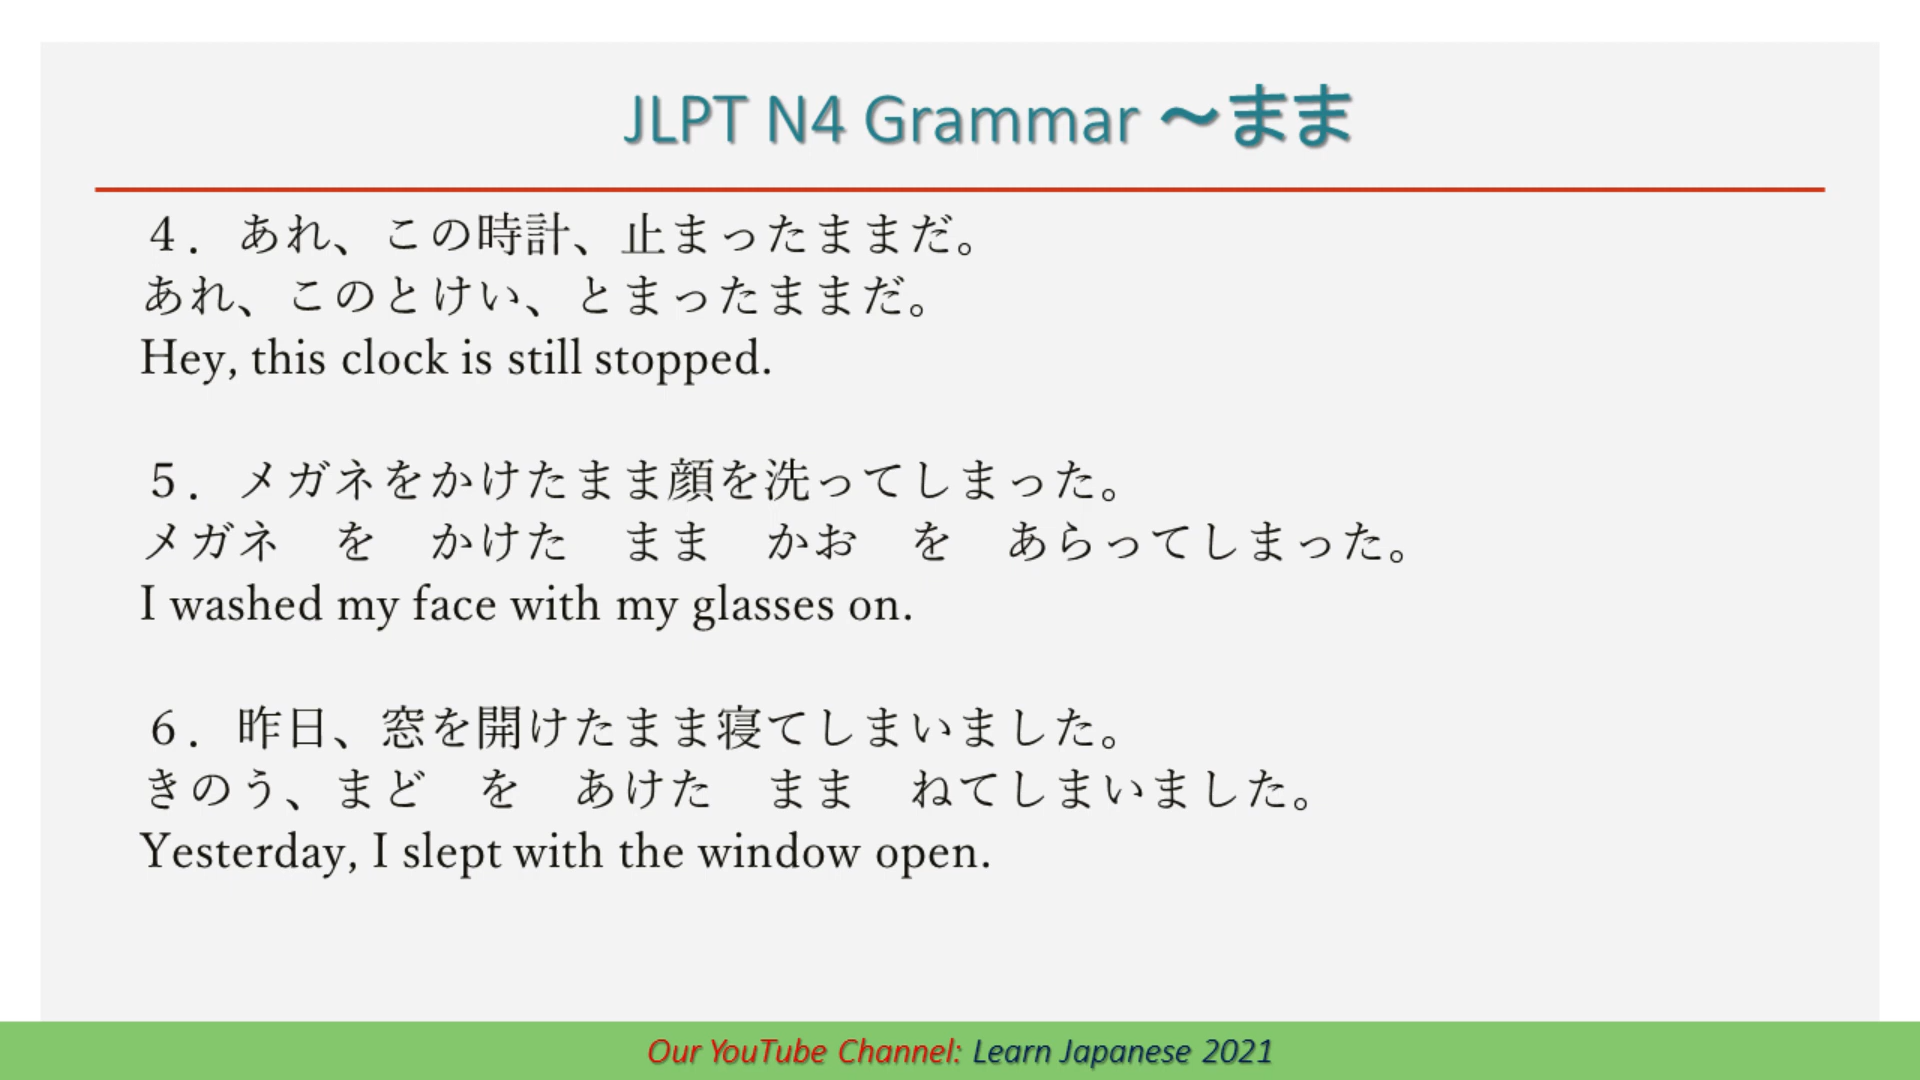 JLPT N4 Grammar ～まま
４．あれ、この時計、止まったままだ。
あれ、このとけい、とまったままだ。
Hey, this clock is still stopped.
５．メガネをかけたまま顔を洗ってしまった。
メガネ　を　かけた　まま　かお　を　あらってしまった。
I washed my face with my glasses on.
６．昨日、窓を開けたまま寝てしまいました。
きのう、まど　を　あけた　まま　ねてしまいました。
Yesterday, I slept with the window open.
Our YouTube Channel: Learn Japanese 2021